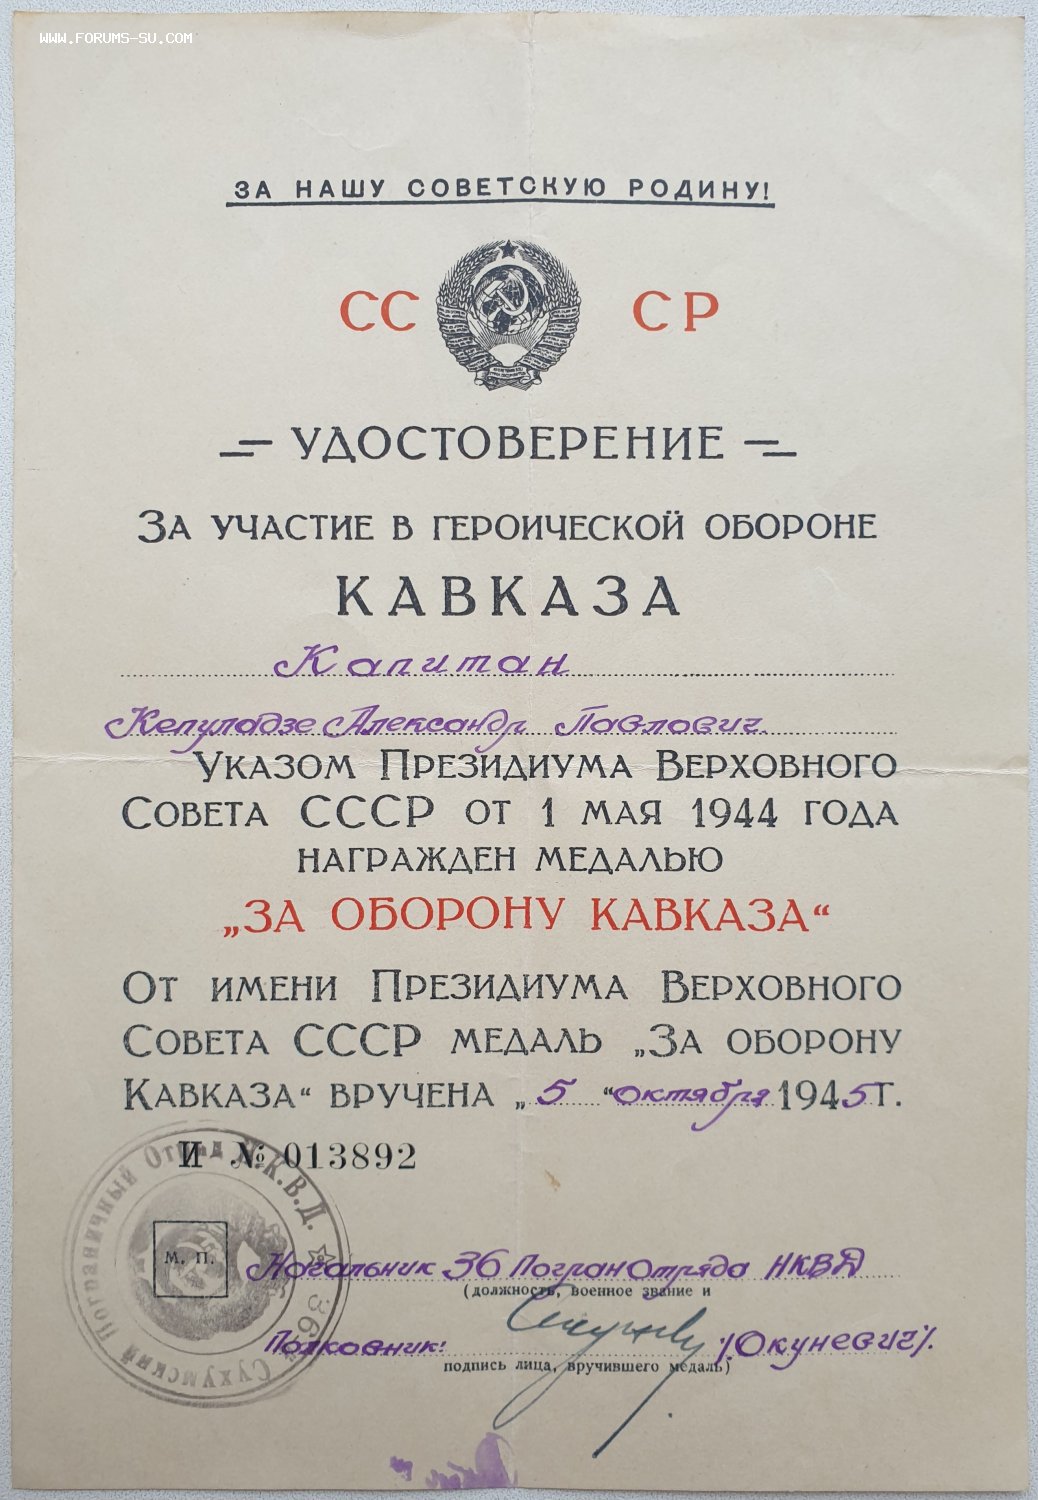 WWW.FORUMS-SU.COM
ЗА НАШУ СОВЕТСКУЮ РОДИНУ!
СС СР
УДОСТОВЕРЕНИЕ
ЗА УЧАСТИЕ В ГЕРОИЧЕСКОЙ ОБОРОНЕ
КАВКАЗА
Капитан
Кепуладзе Александр Павлович.
УКАЗОМ ПРЕЗИДИУМА ВЕРХОВНОГО
СОВЕТА СССР ОТ 1 МАЯ 1944 ГОДА
НАГРАЖДЕН МЕДАЛЬЮ
„ЗА ОБОРОНУ КАВКАЗА“
ОТ ИМЕНИ ПРЕЗИДИУМА ВЕРХОВНОГО
СОВЕТА СССР МЕДАЛЬ „ЗА ОБОРОНУ
КАВКАЗА“ ВРУЧЕНА „5“ октября 1945 Г.
И № 013892
Сухумский Пограничный Отряд Н.К.В.Д. 36
М. П.
Начальник 36 ПогранОтряда НКВД
(должность, военное звание и
Полковник: /Окуневич/.
подпись лица, вручившего медаль)